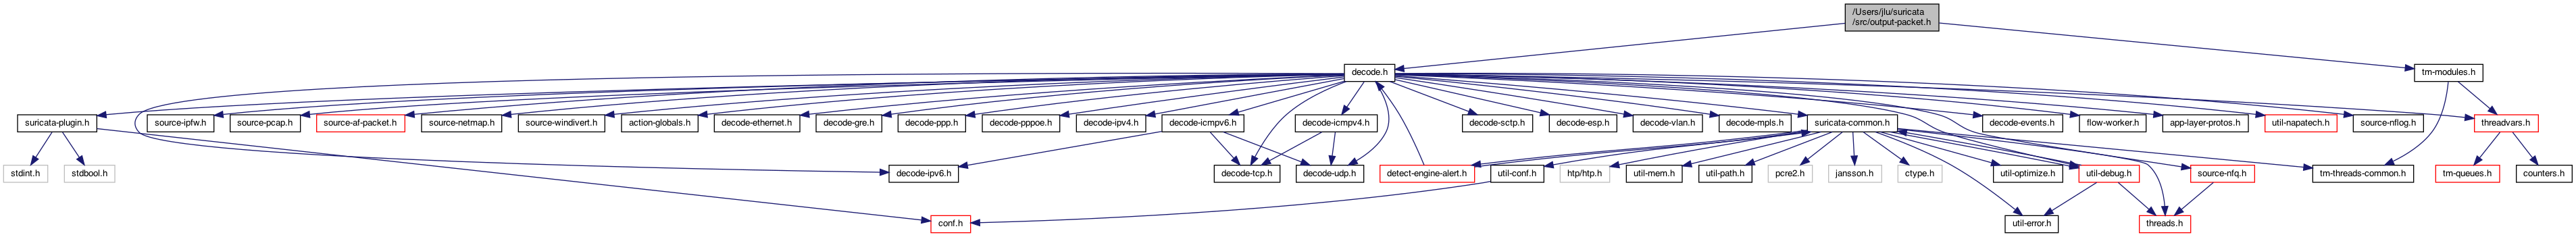 /Users/jlu/suricata
/src/output-packet.h
decode.h
tm-modules.h
suricata-plugin.h
source-ipfw.h
source-pcap.h
source-af-packet.h
source-netmap.h
source-windivert.h
action-globals.h
decode-ethernet.h
decode-gre.h
decode-ppp.h
decode-pppoe.h
decode-ipv4.h
decode-icmpv6.h
decode-icmpv4.h
decode-sctp.h
decode-esp.h
decode-vlan.h
decode-mpls.h
suricata-common.h
decode-events.h
flow-worker.h
app-layer-protos.h
util-napatech.h
source-nflog.h
threadvars.h
stdint.h
stdbool.h
decode-ipv6.h
decode-tcp.h
decode-udp.h
detect-engine-alert.h
util-conf.h
htp/htp.h
util-mem.h
util-path.h
pcre2.h
jansson.h
ctype.h
util-optimize.h
util-debug.h
source-nfq.h
tm-threads-common.h
tm-queues.h
counters.h
conf.h
util-error.h
threads.h